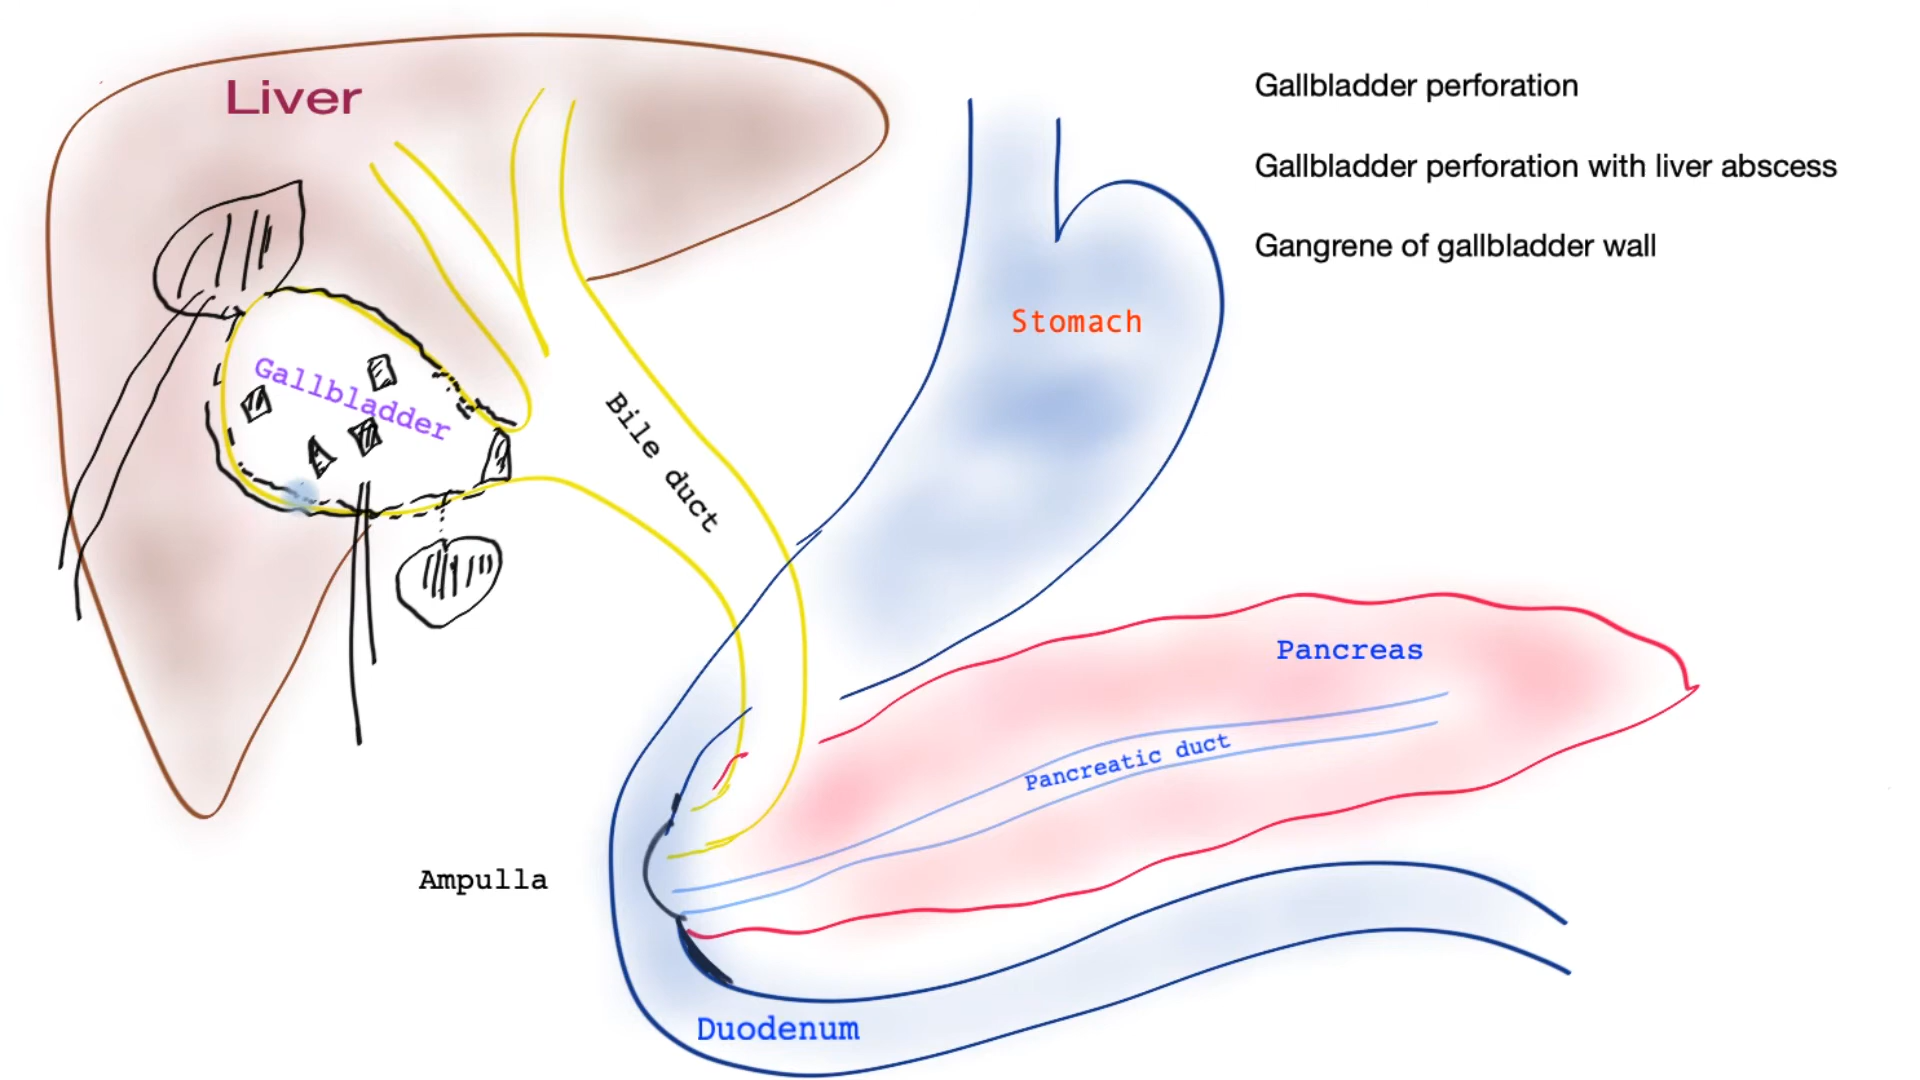 Liver
Gallbladder perforation
Gallbladder perforation with liver abscess
Gangrene of gallbladder wall
Stomach
Gallbladder
Bile duct
Pancreas
Pancreatic duct
Ampulla
Duodenum